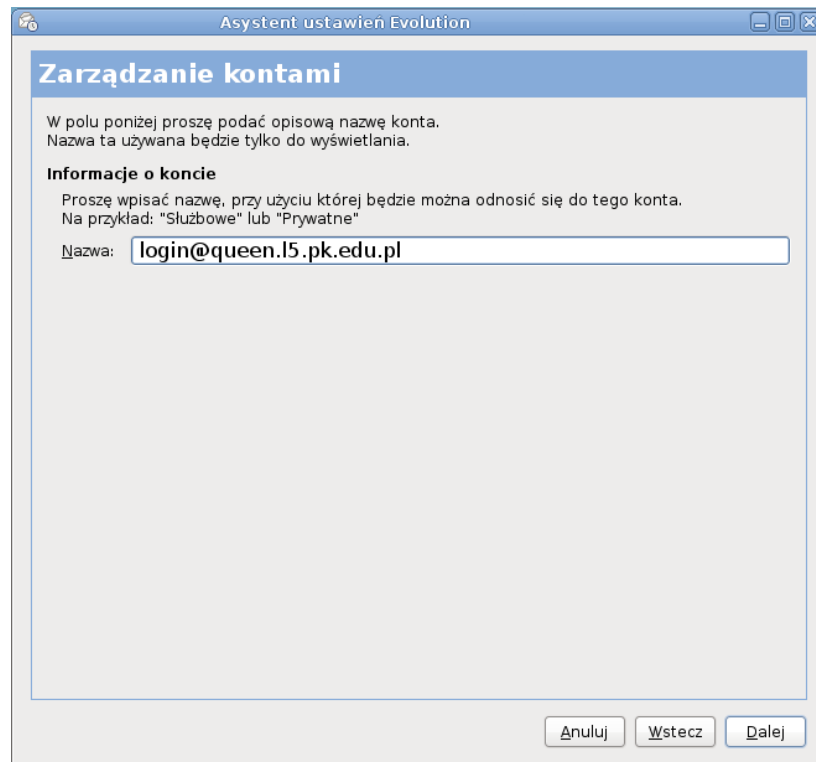 Asystent ustawień Evolution
Zarządzanie kontami
W polu poniżej proszę podać opisową nazwę konta.
Nazwa ta używana będzie tylko do wyświetlania.
Informacje o koncie
Proszę wpisać nazwę, przy użyciu której będzie można odnosić się do tego konta.
Na przykład: "Służbowe" lub "Prywatne"
Nazwa: login@queen.l5.pk.edu.pl
Anuluj Wstecz Dalej